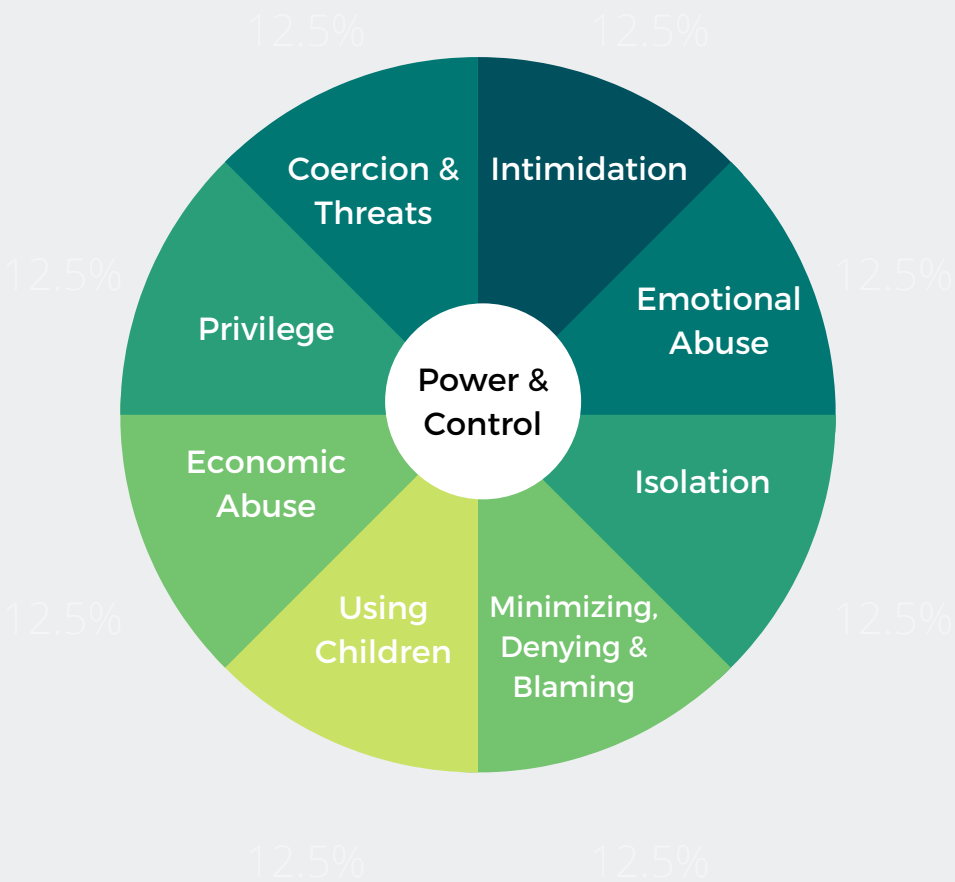 12.5%
12.5%
Coercion &
Threats
Intimidation
12.5%
12.5%
Emotional
Abuse
Privilege
Power &
Control
Economic
Abuse
Isolation
12.5%
12.5%
Using
Children
Minimizing,
Denying &
Blaming
12.5%
12.5%